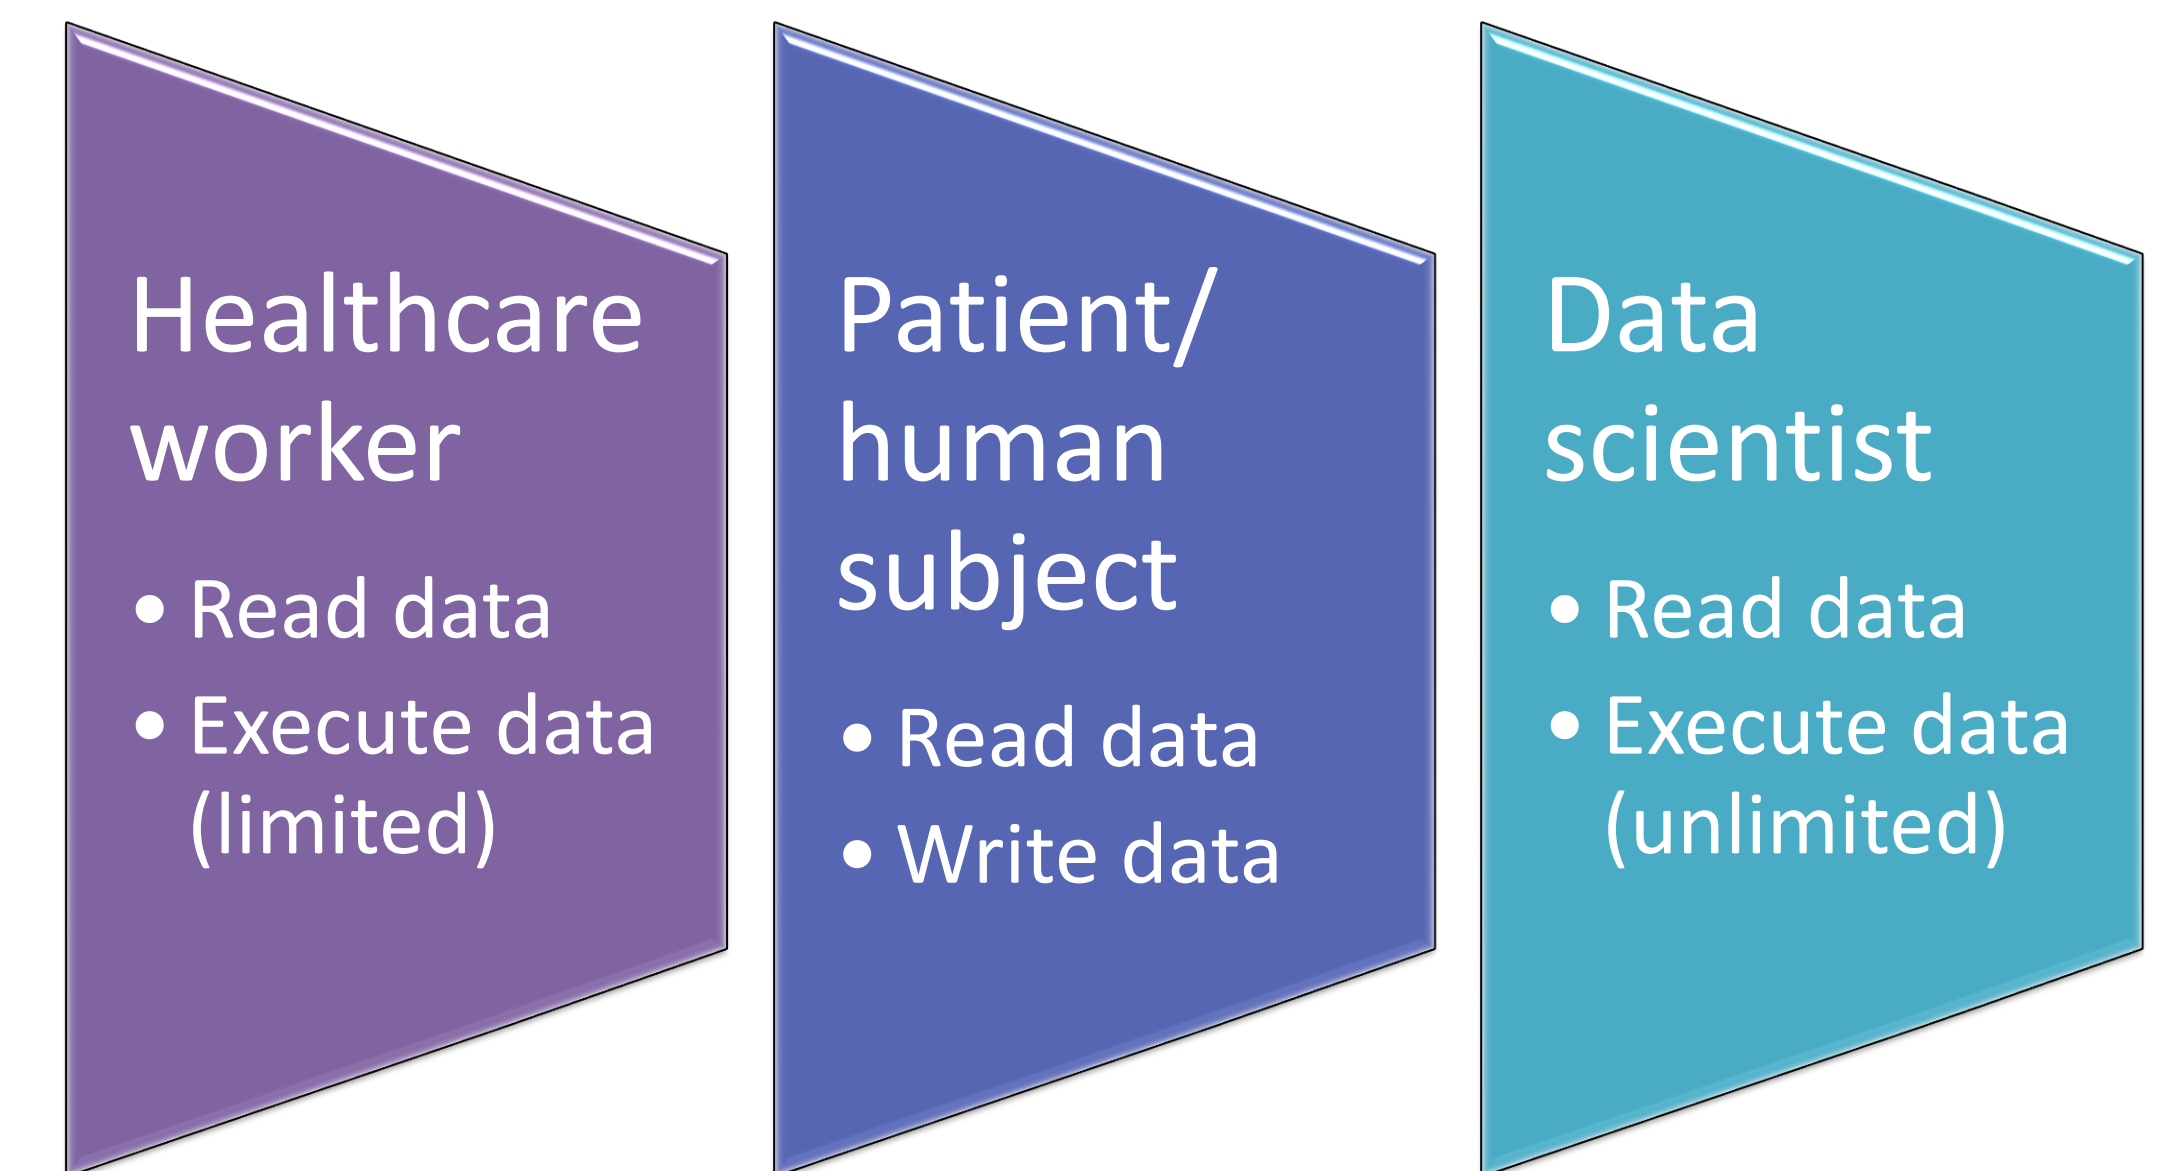 Healthcare
worker
• Read data
• Execute data
(limited)
Patient/
human
subject
• Read data
• Write data
Data
scientist
• Read data
• Execute data
(unlimited)